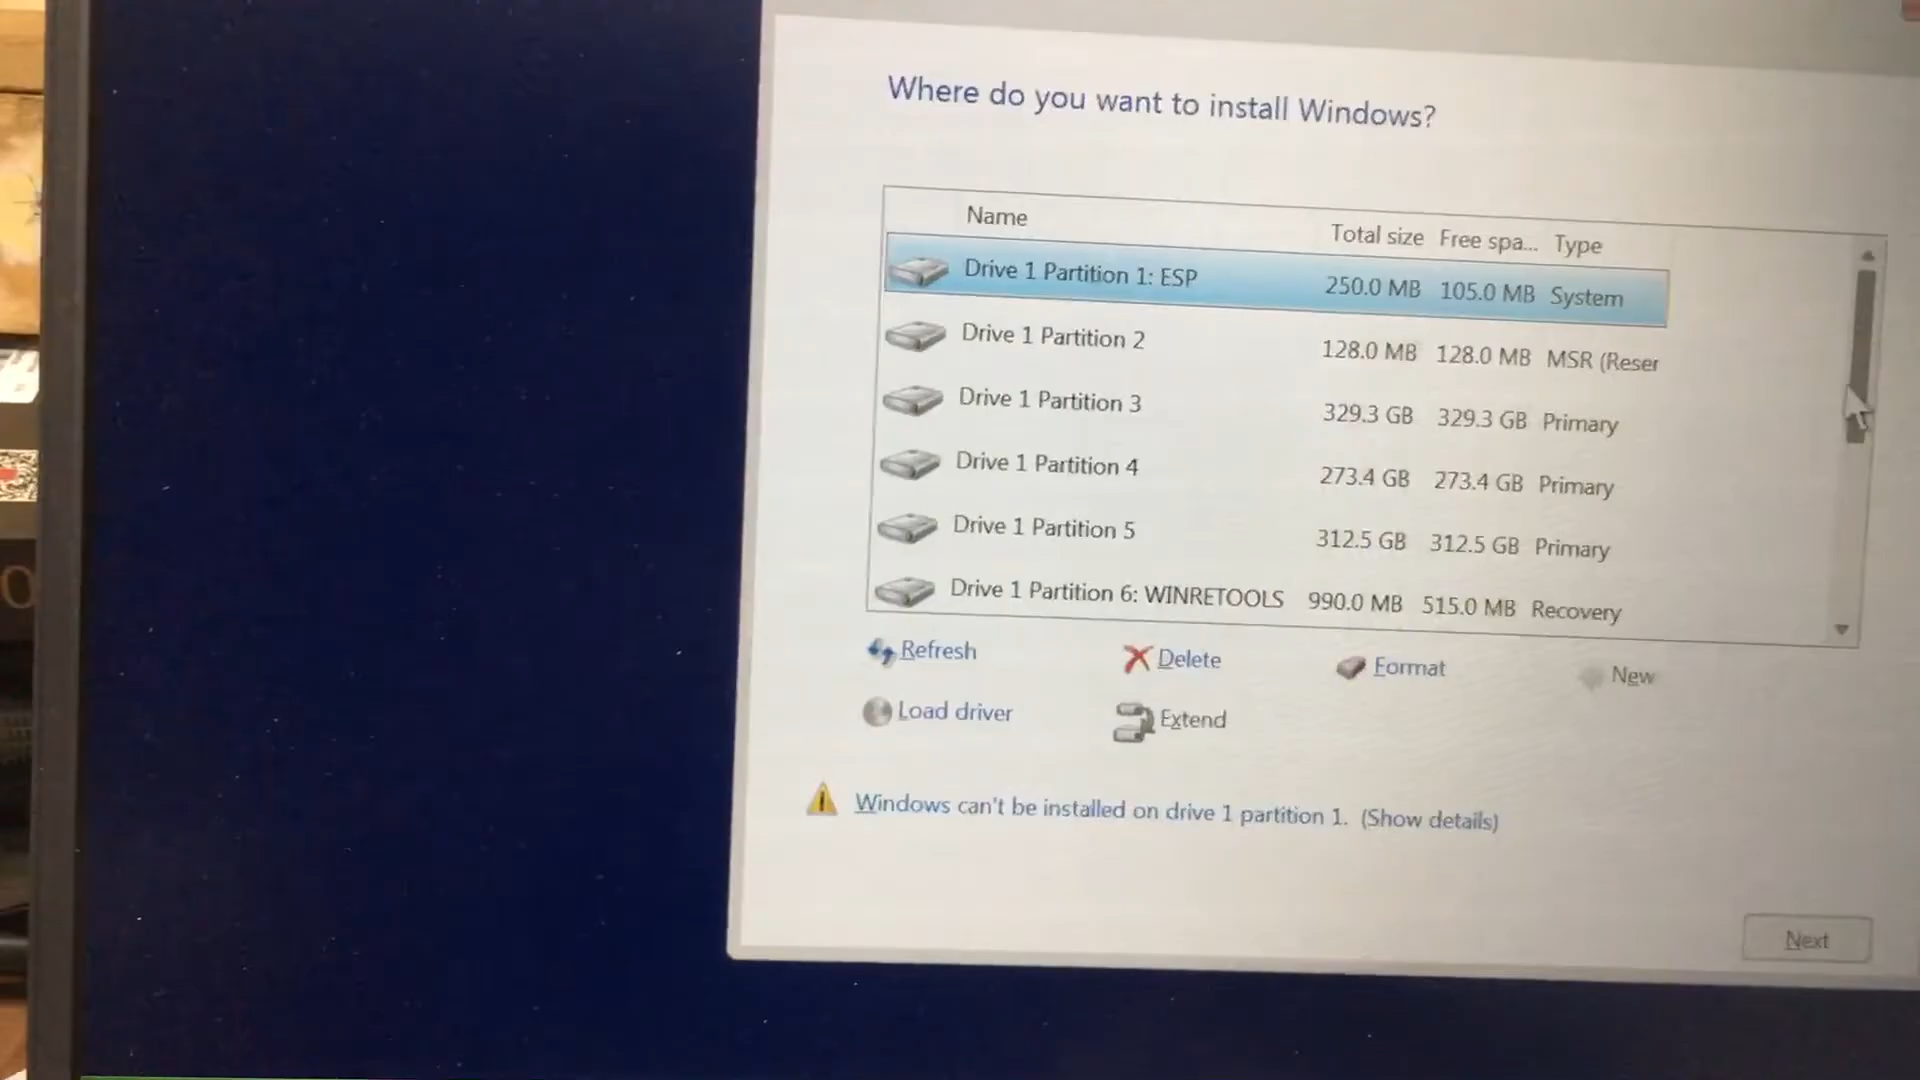 Where do you want to install Windows?
Name Total size Free spa... Type
Drive 1 Partition 1: ESP 250.0 MB 105.0 MB System
Drive 1 Partition 2 128.0 MB 128.0 MB MSR (Reser
Drive 1 Partition 3 329.3 GB 329.3 GB Primary
Drive 1 Partition 4 273.4 GB 273.4 GB Primary
Drive 1 Partition 5 312.5 GB 312.5 GB Primary
Drive 1 Partition 6: WINRETOOLS 990.0 MB 515.0 MB Recovery
Refresh Delete Format New
Load driver Extend
Windows can't be installed on drive 1 partition 1. (Show details)
Next